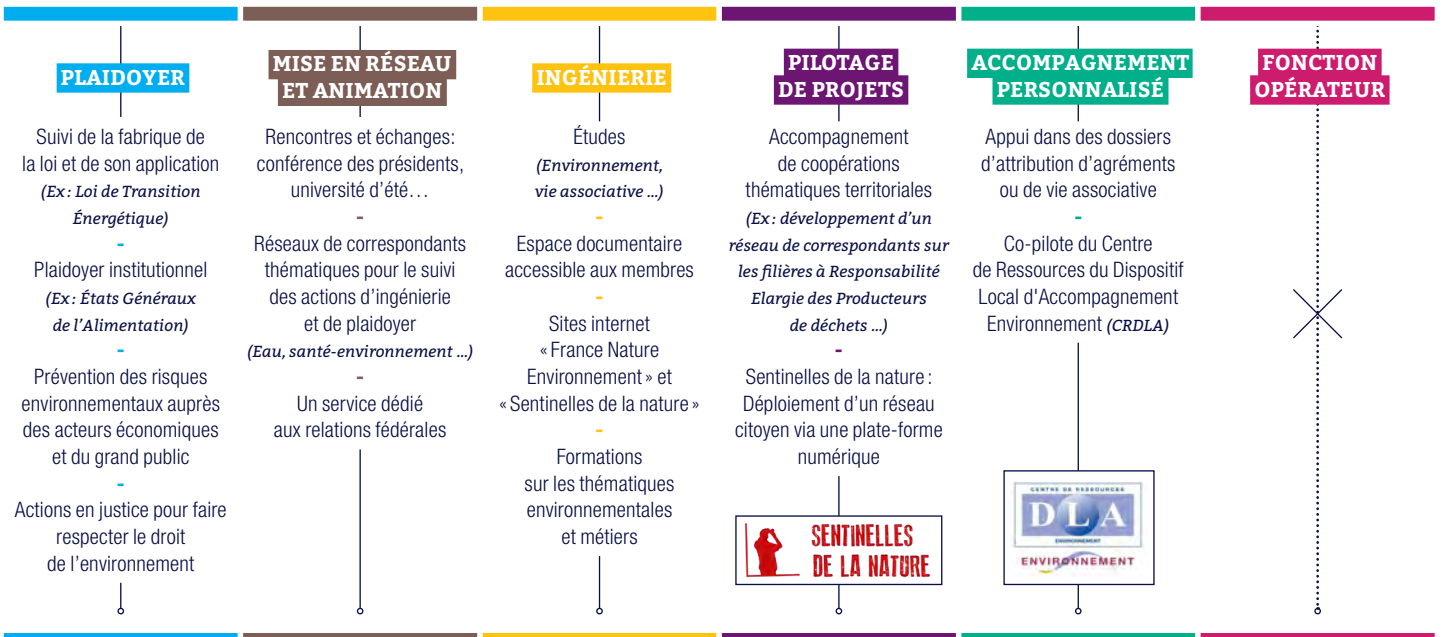 PLAIDOYER
Suivi de la fabrique de
la loi et de son application
(Ex : Loi de Transition
Énergétique)
-
Plaidoyer institutionnel
(Ex : États Généraux
de l'Alimentation)
-
Prévention des risques
environnementaux auprès
des acteurs économiques
et du grand public
-
Actions en justice pour faire
respecter le droit
de l'environnement
MISE EN RÉSEAU
ET ANIMATION
Rencontres et échanges:
conférence des présidents,
université d'été…
-
Réseaux de correspondants
thématiques pour le suivi
des actions d'ingénierie
et de plaidoyer
(Eau, santé-environnement ...)
-
Un service dédié
aux relations fédérales
INGÉNIERIE
Études
(Environnement,
vie associative ...)
-
Espace documentaire
accessible aux membres
-
Sites internet
« France Nature
Environnement » et
« Sentinelles de la nature »
-
Formations
sur les thématiques
environnementales
et métiers
PILOTAGE
DE PROJETS
Accompagnement
de coopérations
thématiques territoriales
(Ex : développement d'un
réseau de correspondants sur
les filières à Responsabilité
Elargie des Producteurs
de déchets ...)
-
Sentinelles de la nature :
Déploiement d'un réseau
citoyen via une plate-forme
numérique
SENTINELLES
DE LA NATURE
ACCOMPAGNEMENT
PERSONNALISÉ
Appui dans des dossiers
d'attribution d'agréments
ou de vie associative
-
Co-pilote du Centre
de Ressources du Dispositif
Local d'Accompagnement
Environnement (CRDLA)
CENTRE DE RESSOURCES
DLA
ENVIRONNEMENT
ENVIRONNEMENT
FONCTION
OPÉRATEUR